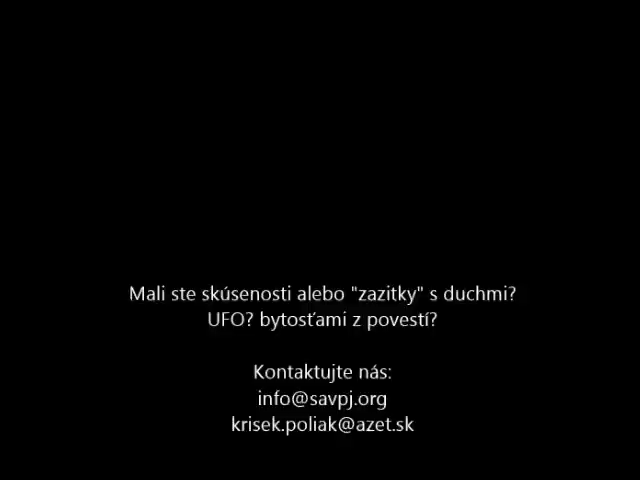 Mali ste skúsenosti alebo "zazitky" s duchmi?
UFO? bytosťami z povestí?
Kontaktujte nás:
info@savpj.org
krisek.poliak@azet.sk